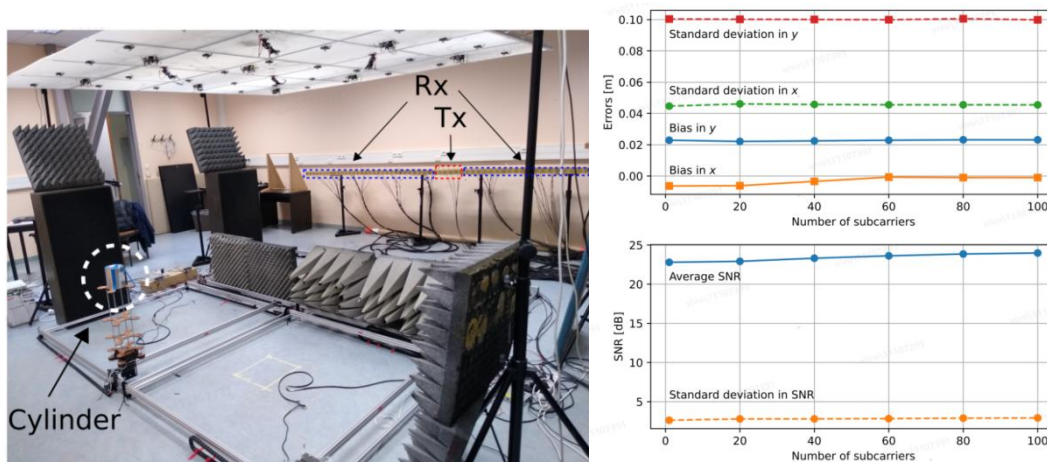 Rx
Tx
Cylinder
0.10
0.08
0.06
0.04
0.02
0.00
Errors [m]
Standard deviation in y
Standard deviation in x
Bias in y
Bias in x
0
20
40
60
80
100
Number of subcarriers
25
20
15
10
5
SNR [dB]
Average SNR
Standard deviation in SNR
0
20
40
60
80
100
Number of subcarriers